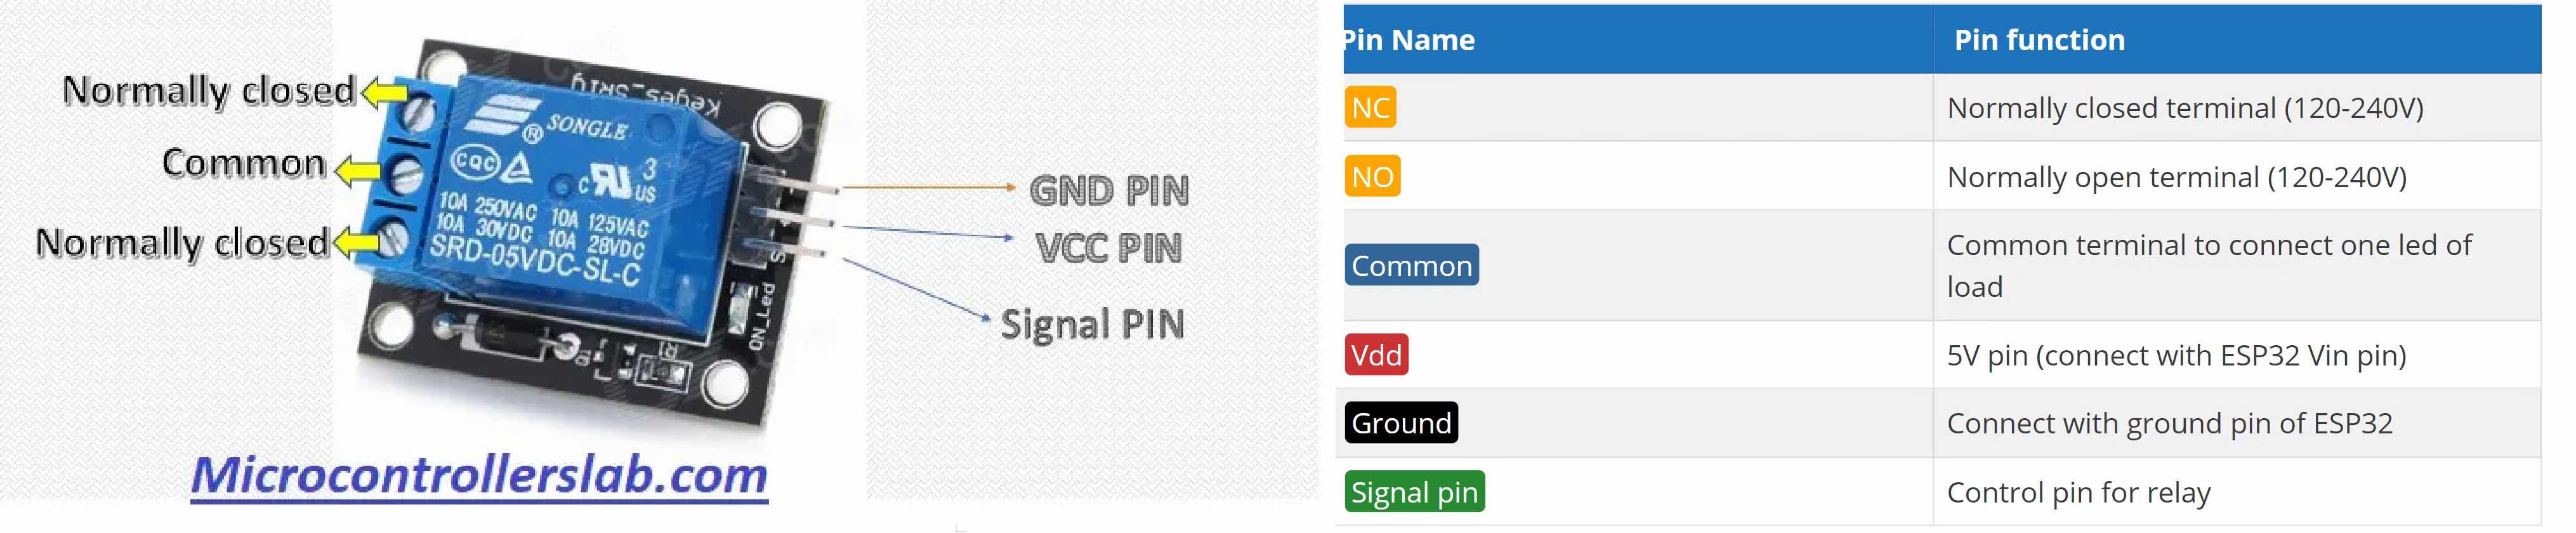 Normally closed
Common
Normally closed
Keyes_SR1y
SONGLE
®
CQC
c US
3
10A 250VAC 10A 125VAC
10A 30VDC 10A 28VDC
SRD-05VDC-SL-C
S
ON_Led
R1
GND PIN
VCC PIN
Signal PIN
Microcontrollerslab.com
Pin Name Pin function
NC Normally closed terminal (120-240V)
NO Normally open terminal (120-240V)
Common Common terminal to connect one led of
load
Vdd 5V pin (connect with ESP32 Vin pin)
Ground Connect with ground pin of ESP32
Signal pin Control pin for relay